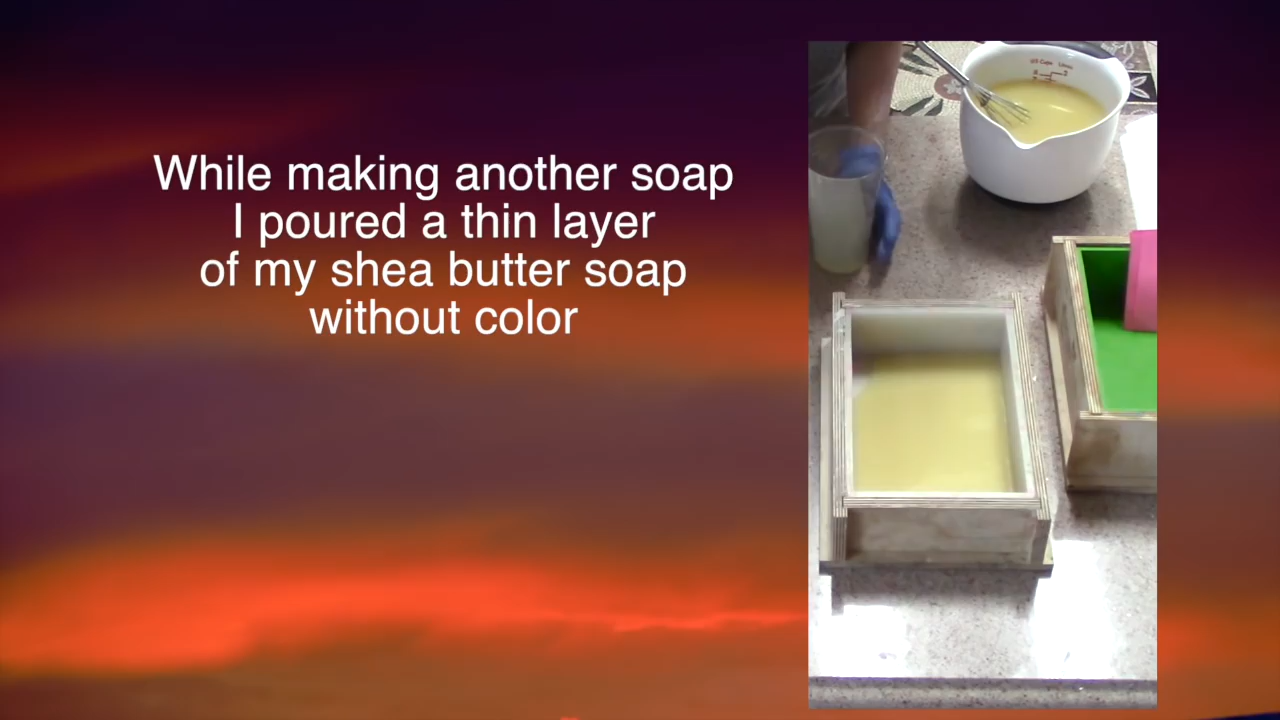 While making another soap
I poured a thin layer
of my shea butter soap
without color